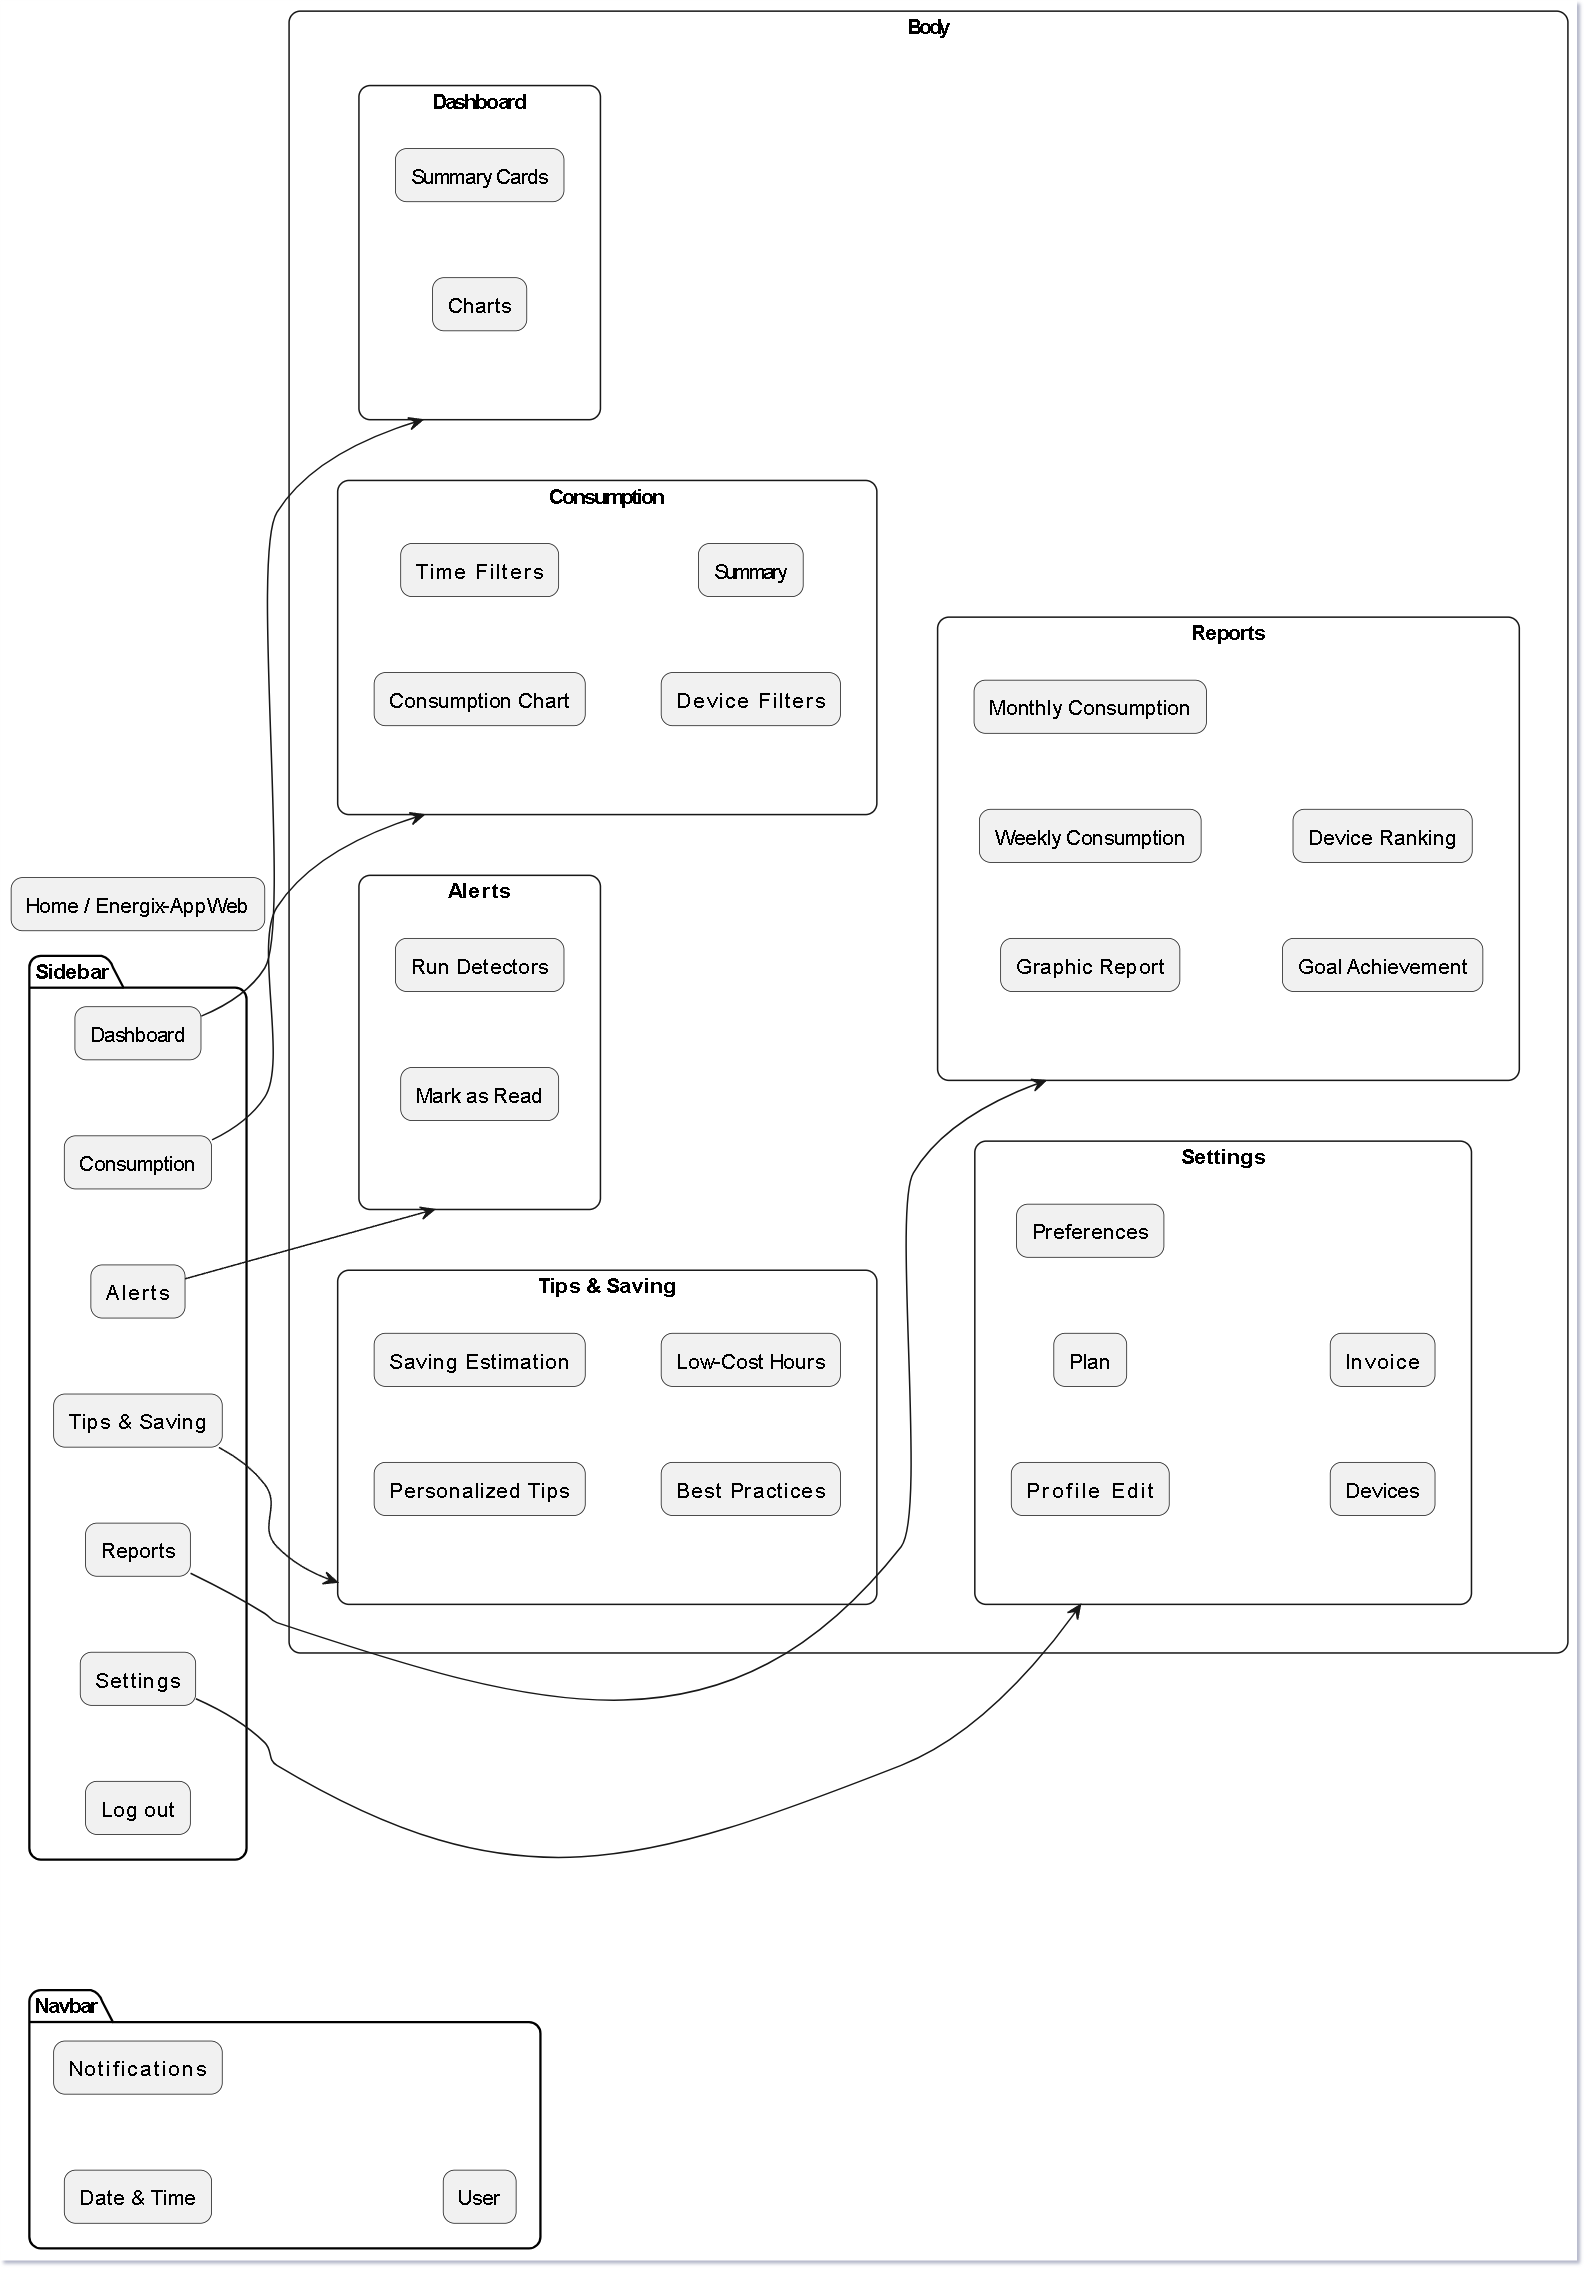 Body
Dashboard
Summary Cards
Charts
Consumption
Time Filters
Summary
Consumption Chart
Device Filters
Reports
Monthly Consumption
Weekly Consumption
Device Ranking
Graphic Report
Goal Achievement
Alerts
Run Detectors
Mark as Read
Settings
Preferences
Plan
Invoice
Profile Edit
Devices
Tips & Saving
Saving Estimation
Low-Cost Hours
Personalized Tips
Best Practices
Home / Energix-AppWeb
Sidebar
Dashboard
Consumption
Alerts
Tips & Saving
Reports
Settings
Log out
Navbar
Notifications
Date & Time
User